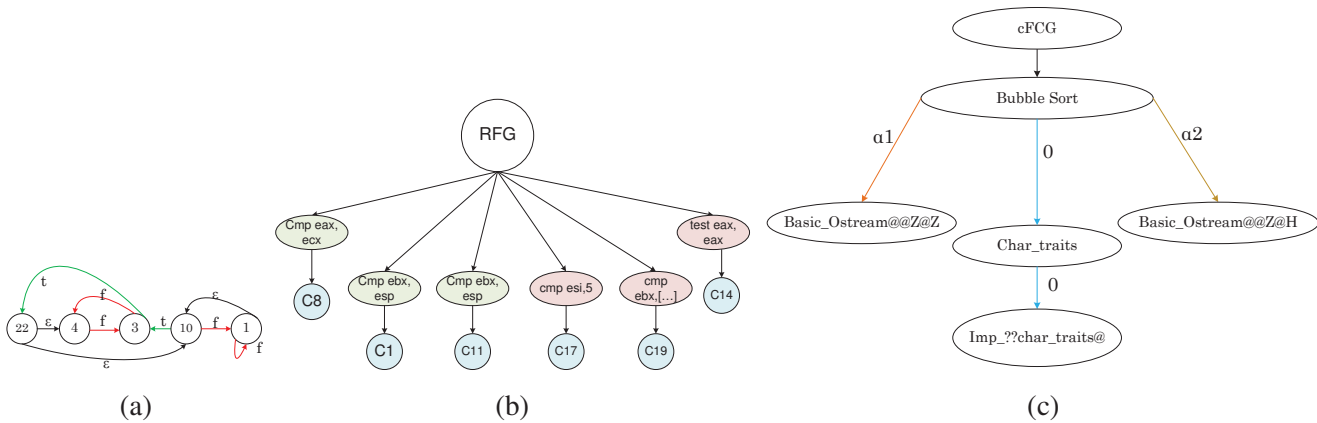 cFCG
Bubble Sort
α1
0
α2
Basic_Ostream@@Z@Z
Basic_Ostream@@Z@H
Char_traits
0
Imp_??char_traits@
RFG
Cmp eax,
ecx
test eax,
eax
Cmp ebx,
esp
Cmp ebx,
esp
cmp esi,5
cmp
ebx,[...]
C8
C14
C1
C11
C17
C19
t
f
ε
22
ε
4
f
3
t
10
f
1
f
ε
(a)
(b)
(c)